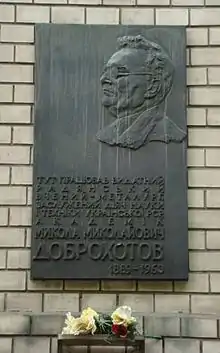 ТУТ ПРАЦЮВАВ ВИДАТНИЙ
РАДЯНСЬКИЙ
ВЧЕНИЙ-МЕТАЛУРГ
ЗАСЛУЖЕНИЙ ДІЯЧ НАУКИ
І ТЕХНІКИ УКРАЇНСЬКОЇ РСР
АКАДЕМІК
МИКОЛА МИКОЛАЙОВИЧ
ДОБРОХОТОВ
1889-1963